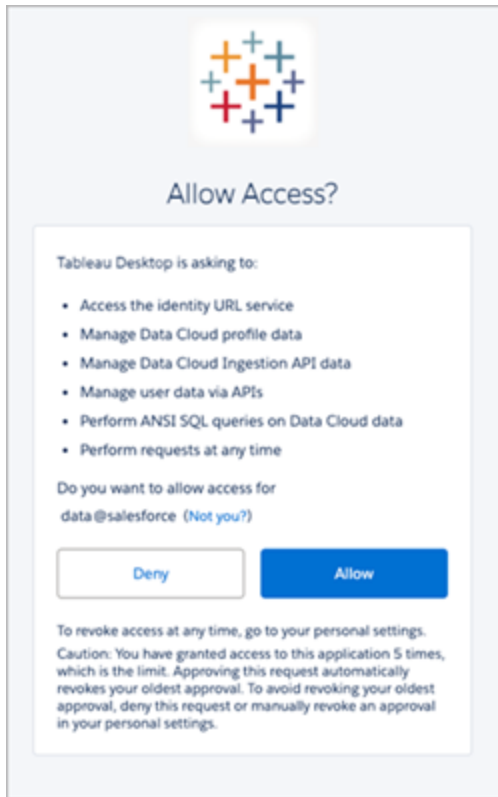 Allow Access?
Tableau Desktop is asking to:
• Access the identity URL service
• Manage Data Cloud profile data
• Manage Data Cloud Ingestion API data
• Manage user data via APIs
• Perform ANSI SQL queries on Data Cloud data
• Perform requests at any time
Do you want to allow access for
data@salesforce (Not you?)
Deny
Allow
To revoke access at any time, go to your personal settings.
Caution: You have granted access to this application 5 times,
which is the limit. Approving this request automatically
revokes your oldest approval. To avoid revoking your oldest
approval, deny this request or manually revoke an approval
in your personal settings.